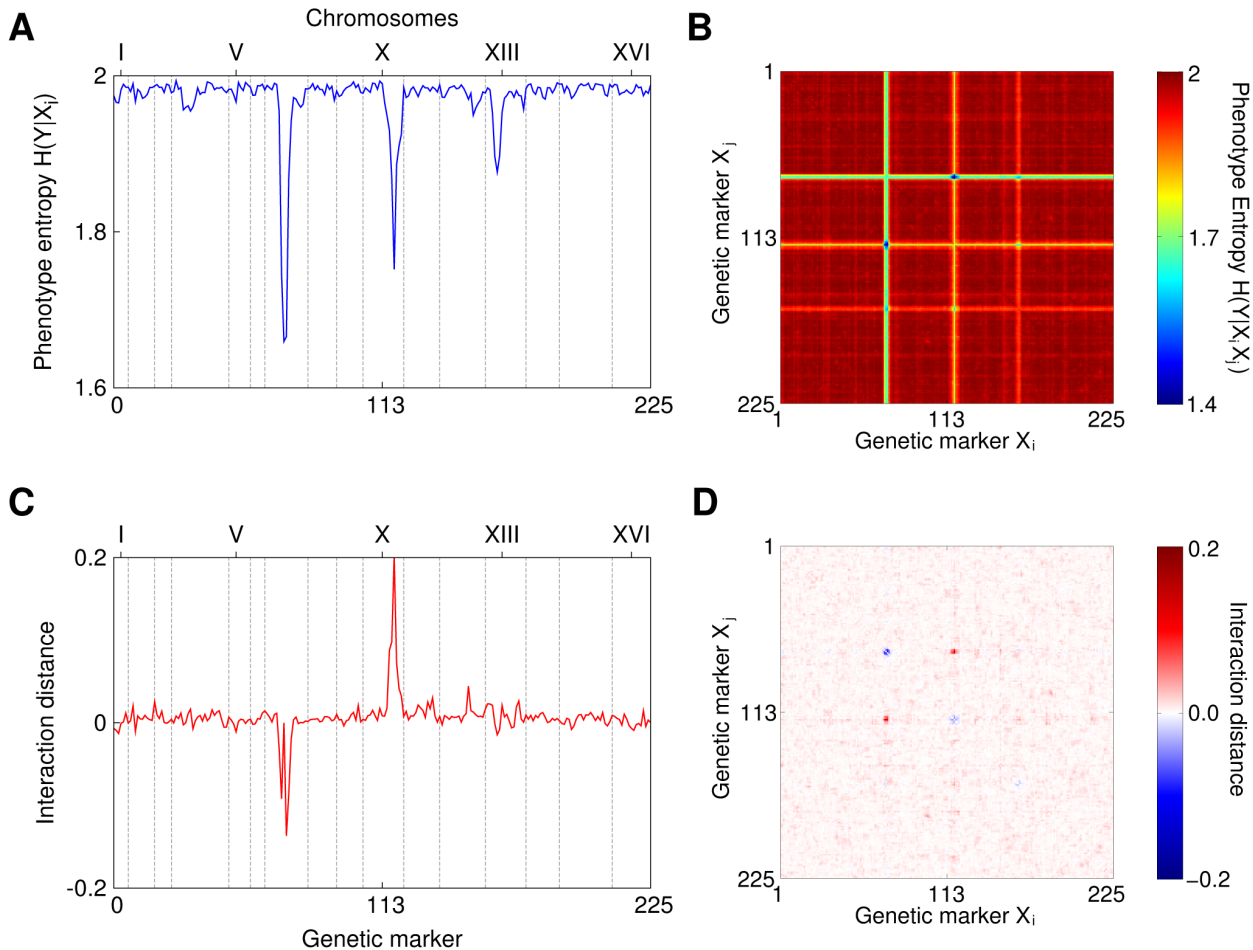 A
Chromosomes
I V X XIII XVI
2
1.8
1.6
Phenotype entropy H(Y|Xi)
0 113 225
B
1
113
225
Genetic marker Xj
1 113 225
Genetic marker Xi
2
1.7
1.4
Phenotype Entropy H(Y|Xi Xj)
C
I V X XIII XVI
0.2
0
-0.2
Interaction distance
0 113 225
Genetic marker
D
1
113
225
Genetic marker Xj
1 113 225
Genetic marker Xi
0.2
0.0
−0.2
Interaction distance